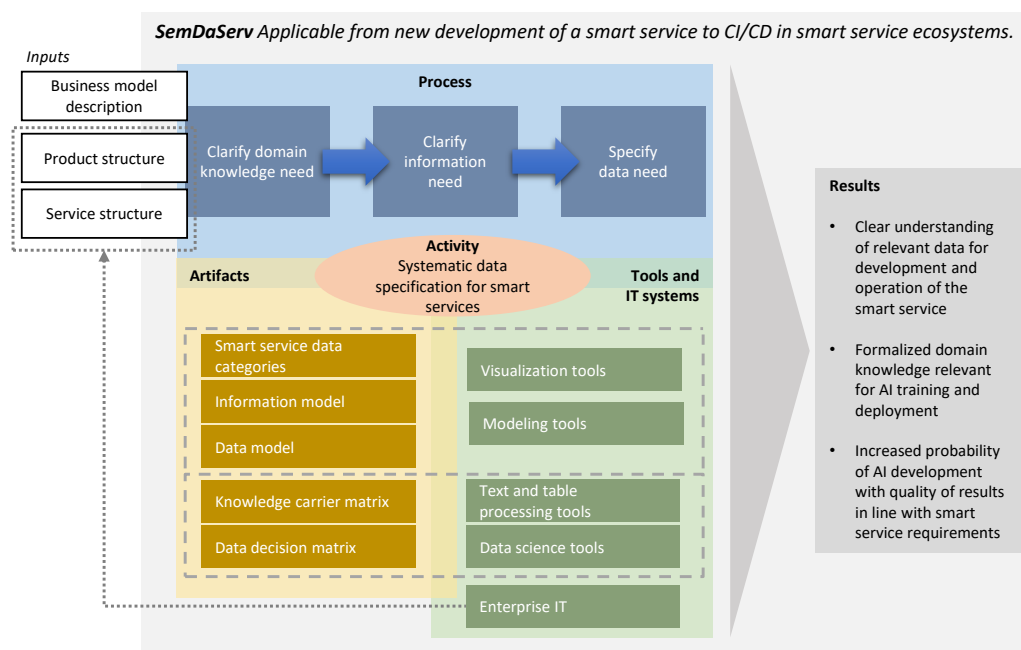 SemDaServ Applicable from new development of a smart service to CI/CD in smart service ecosystems.
Inputs
Business model
description
Product structure
Service structure
Process
Clarify domain
knowledge need
Clarify
information
need
Specify
data need
Activity
Systematic data
specification for smart
services
Artifacts
Tools and
IT systems
Smart service data
categories
Information model
Data model
Knowledge carrier matrix
Data decision matrix
Visualization tools
Modeling tools
Text and table
processing tools
Data science tools
Enterprise IT
Results
• Clear understanding
of relevant data for
development and
operation of the
smart service
• Formalized domain
knowledge relevant
for AI training and
deployment
• Increased probability
of AI development
with quality of results
in line with smart
service requirements